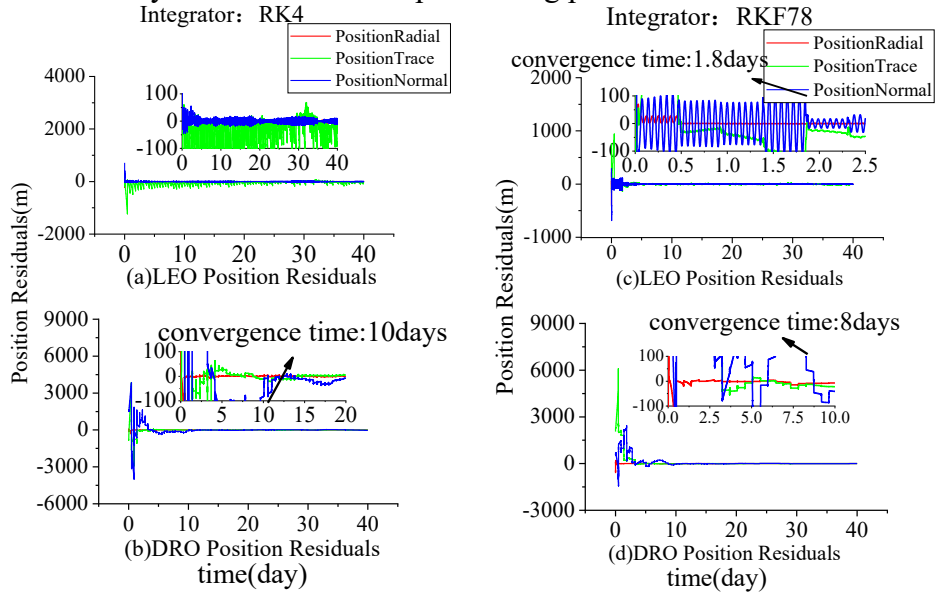 Integrator: RK4
PositionRadial
PositionTrace
PositionNormal
4000
2000
0
-2000
100
0
-100
0 10 20 30 40
0 10 20 30 40
(a)LEO Position Residuals
Integrator: RKF78
PositionRadial
PositionTrace
PositionNormal
convergence time:1.8days
2000
1000
0
-1000
100
0
-100
0.0 0.5 1.0 1.5 2.0 2.5
0 10 20 30 40
(c)LEO Position Residuals
Position Residuals(m)
9000
6000
3000
0
-3000
-6000
convergence time:10days
100
0
-100
0 5 10 15 20
0 10 20 30 40
(b)DRO Position Residuals
time(day)
Position Residuals(m)
9000
6000
3000
0
-3000
convergence time:8days
100
0
-100
0.0 2.5 5.0 7.5 10.0
0 10 20 30 40
(d)DRO Position Residuals
time(day)